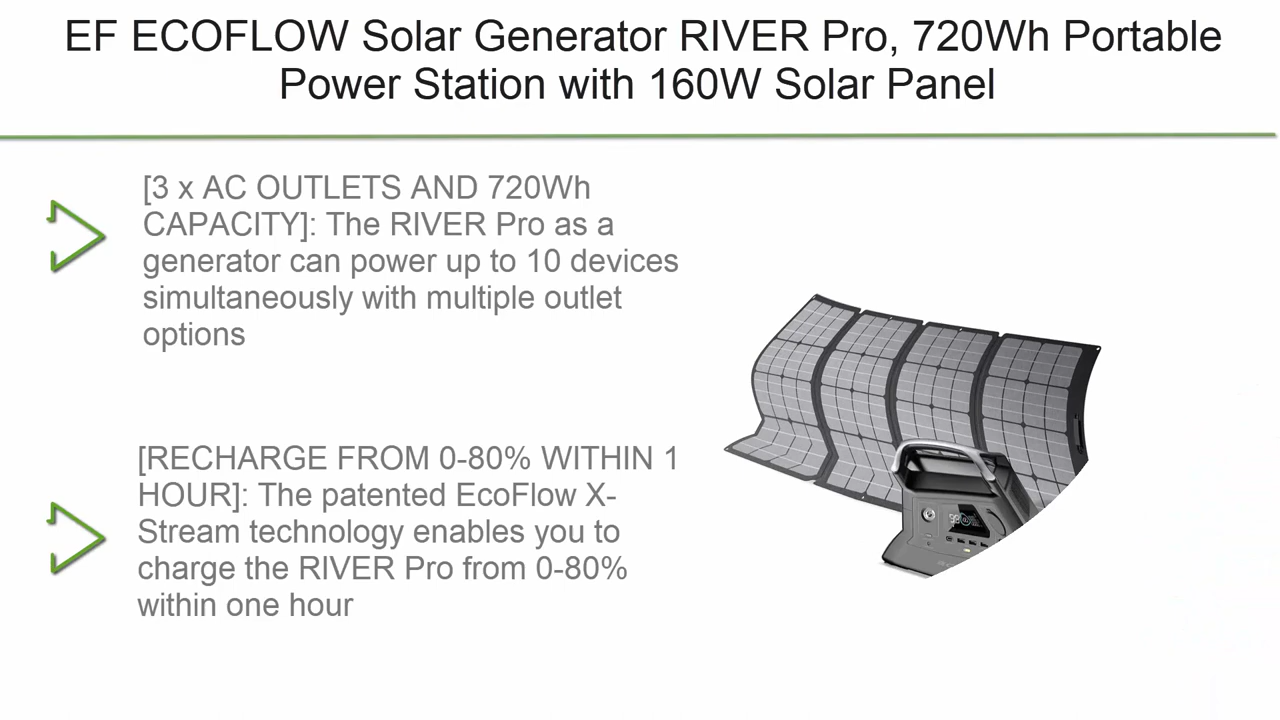 EF ECOFLOW Solar Generator RIVER Pro, 720Wh Portable
Power Station with 160W Solar Panel
[3 x AC OUTLETS AND 720Wh
CAPACITY]: The RIVER Pro as a
generator can power up to 10 devices
simultaneously with multiple outlet
options
[RECHARGE FROM 0-80% WITHIN 1
HOUR]: The patented EcoFlow X-
Stream technology enables you to
charge the RIVER Pro from 0-80%
within one hour